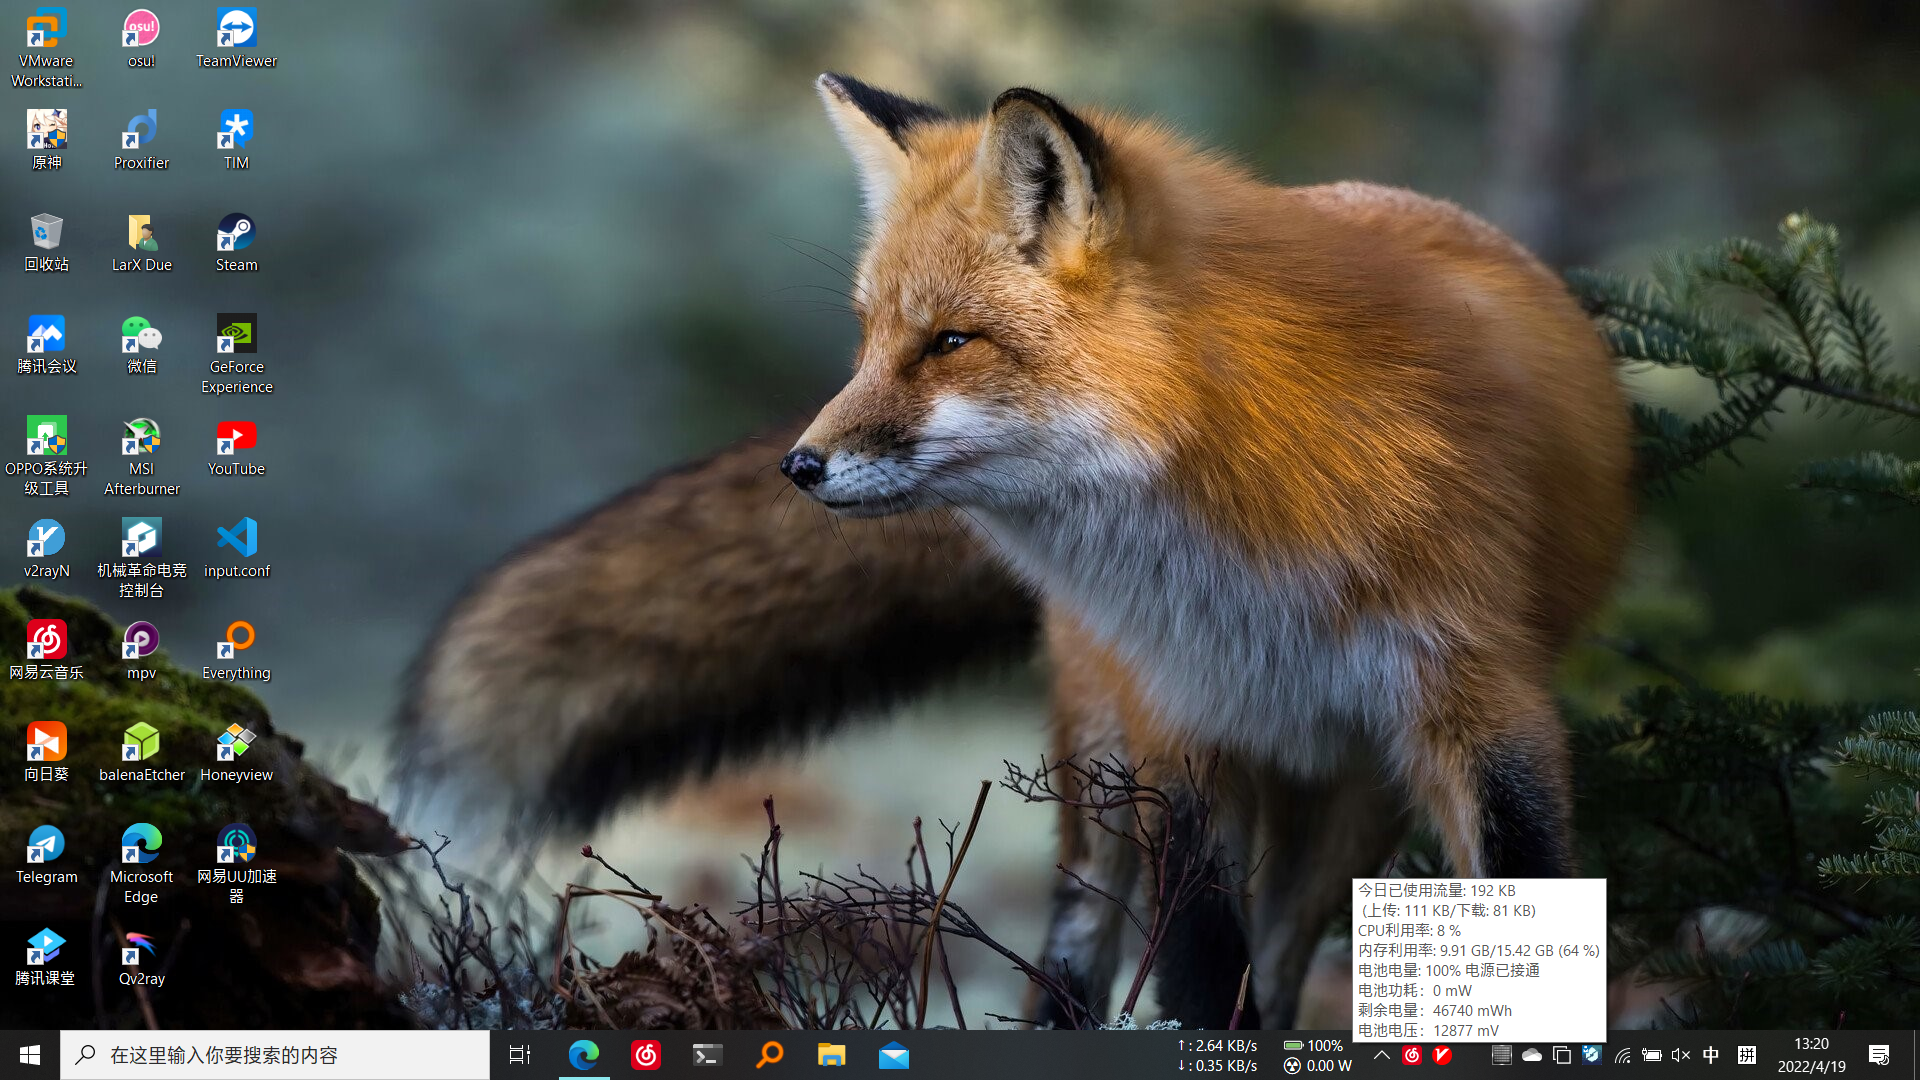 VMware
Workstati...
osu!
TeamViewer
原神
Proxifier
TIM
回收站
LarX Due
Steam
腾讯会议
微信
GeForce
Experience
OPPO系统升
级工具
MSI
Afterburner
YouTube
v2rayN
机械革命电竞
控制台
input.conf
网易云音乐
mpv
Everything
向日葵
balenaEtcher
Honeyview
Telegram
Microsoft
Edge
网易UU加速
器
腾讯课堂
Qv2ray
今日已使用流量: 192 KB
(上传: 111 KB/下载: 81 KB)
CPU利用率: 8 %
内存利用率: 9.91 GB/15.42 GB (64 %)
电池电量: 100% 电源已接通
电池功耗： 0 mW
剩余电量： 46740 mWh
电池电压： 12877 mV
在这里输入你要搜索的内容
↑: 2.64 KB/s
↓: 0.35 KB/s
100%
0.00 W
中
拼
13:20
2022/4/19